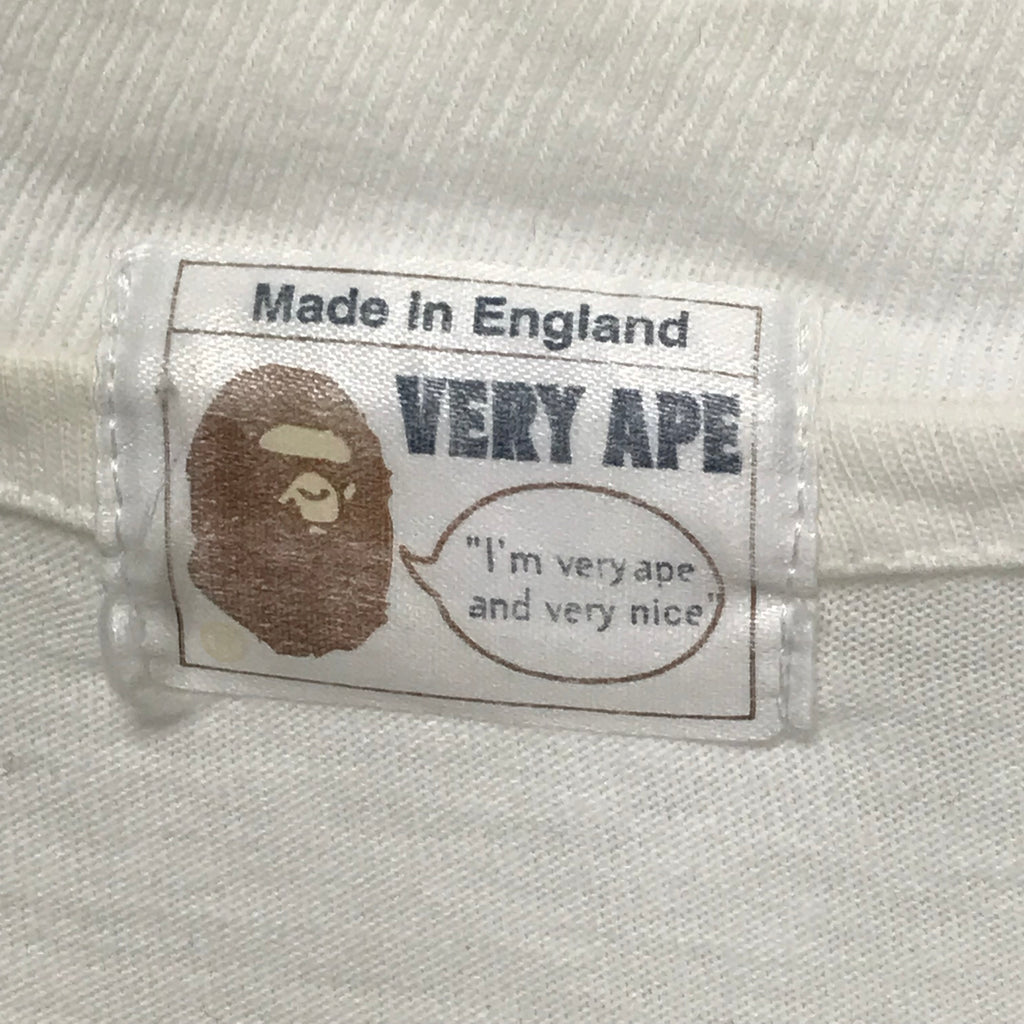 Made in England
VERY APE
"I'm very ape
and very nice"